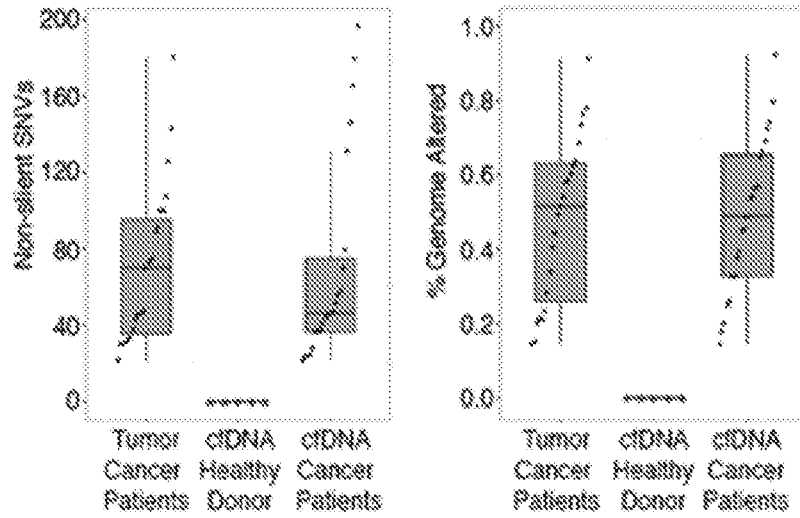 Non-silent SNVs
200
160
120
80
40
0
Tumor
Cancer
Patients
cfDNA
Healthy
Donor
cfDNA
Cancer
Patients
% Genome Altered
1.0
0.8
0.6
0.4
0.2
0.0
Tumor
Cancer
Patients
cfDNA
Healthy
Donor
cfDNA
Cancer
Patients